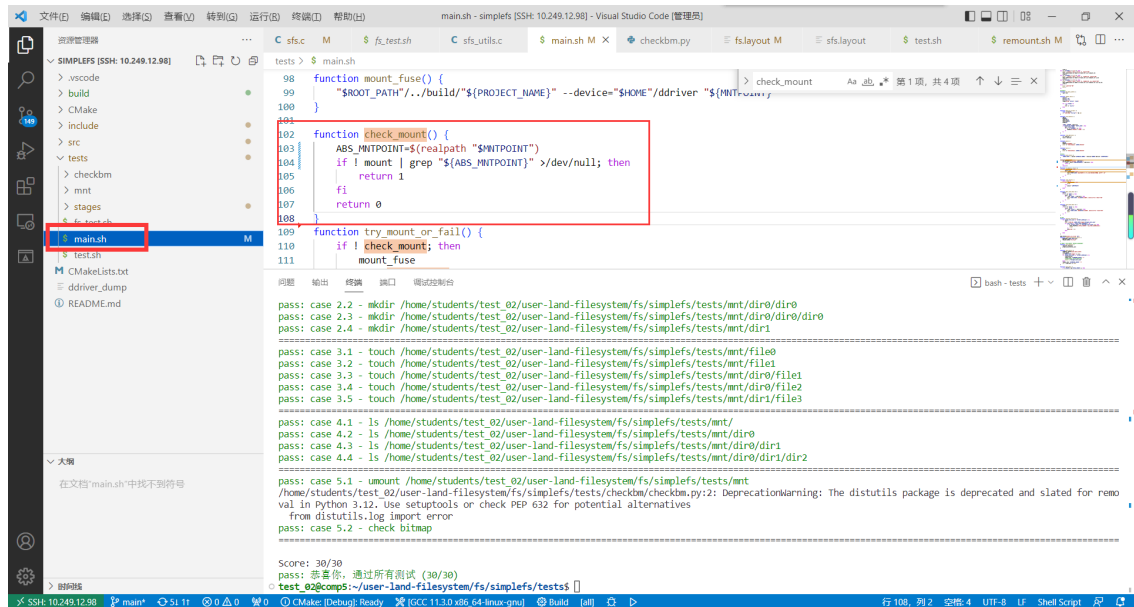 文件(F) 编辑(E) 选择(S) 查看(V) 转到(G) 运行(R) 终端(T) 帮助(H) main.sh - simplefs [SSH: 10.249.12.98] - Visual Studio Code [管理员]
资源管理器
SIMPLEFS [SSH: 10.249.12.98]
.vscode
build
CMake
include
src
tests
checkbm
mnt
stages
fs_test.sh
main.sh M
test.sh
CMakeLists.txt
ddriver_dump
README.md
大纲
在文档"main.sh"中找不到符号
时间线
149
sfs.c M fs_test.sh sfs_utils.c main.sh M checkbm.py fs.layout M sfs.layout test.sh remount.sh M
tests > main.sh
check_mount Aa ab 第1项, 共4项
98 function mount_fuse() {
99 "$ROOT_PATH"/../build/"${PROJECT_NAME}" --device="$HOME"/ddriver "${MNTPOINT}"
100 }
101
102 function check_mount() {
103 ABS_MNTPOINT=$(realpath "$MNTPOINT")
104 if ! mount | grep "${ABS_MNTPOINT}" >/dev/null; then
105 return 1
106 fi
107 return 0
108 }
109 function try_mount_or_fail() {
110 if ! check_mount; then
111 mount_fuse
问题 输出 终端 端口 调试控制台 bash - tests
pass: case 2.2 - mkdir /home/students/test_02/user-land-filesystem/fs/simplefs/tests/mnt/dir0/dir0
pass: case 2.3 - mkdir /home/students/test_02/user-land-filesystem/fs/simplefs/tests/mnt/dir0/dir0/dir0
pass: case 2.4 - mkdir /home/students/test_02/user-land-filesystem/fs/simplefs/tests/mnt/dir1
pass: case 3.1 - touch /home/students/test_02/user-land-filesystem/fs/simplefs/tests/mnt/file0
pass: case 3.2 - touch /home/students/test_02/user-land-filesystem/fs/simplefs/tests/mnt/file1
pass: case 3.3 - touch /home/students/test_02/user-land-filesystem/fs/simplefs/tests/mnt/dir0/file1
pass: case 3.4 - touch /home/students/test_02/user-land-filesystem/fs/simplefs/tests/mnt/dir0/file2
pass: case 3.5 - touch /home/students/test_02/user-land-filesystem/fs/simplefs/tests/mnt/dir1/file3
pass: case 4.1 - ls /home/students/test_02/user-land-filesystem/fs/simplefs/tests/mnt/
pass: case 4.2 - ls /home/students/test_02/user-land-filesystem/fs/simplefs/tests/mnt/dir0
pass: case 4.3 - ls /home/students/test_02/user-land-filesystem/fs/simplefs/tests/mnt/dir0/dir1
pass: case 4.4 - ls /home/students/test_02/user-land-filesystem/fs/simplefs/tests/mnt/dir0/dir1/dir2
pass: case 5.1 - umount /home/students/test_02/user-land-filesystem/fs/simplefs/tests/mnt
/home/students/test_02/user-land-filesystem/fs/simplefs/tests/checkbm/checkbm.py:2: DeprecationWarning: The distutils package is deprecated and slated for remo
val in Python 3.12. Use setuptools or check PEP 632 for potential alternatives
from distutils.log import error
pass: case 5.2 - check bitmap
Score: 30/30
pass: 恭喜你，通过所有测试 (30/30)
test_02@comp5:~/user-land-filesystem/fs/simplefs/tests$
SSH: 10.249.12.98 main* 5↓ 1↑ 0 0 0 CMake: [Debug]: Ready [GCC 11.3.0 x86_64-linux-gnu] Build [all] 行 108, 列 2 空格: 4 UTF-8 LF Shell Script